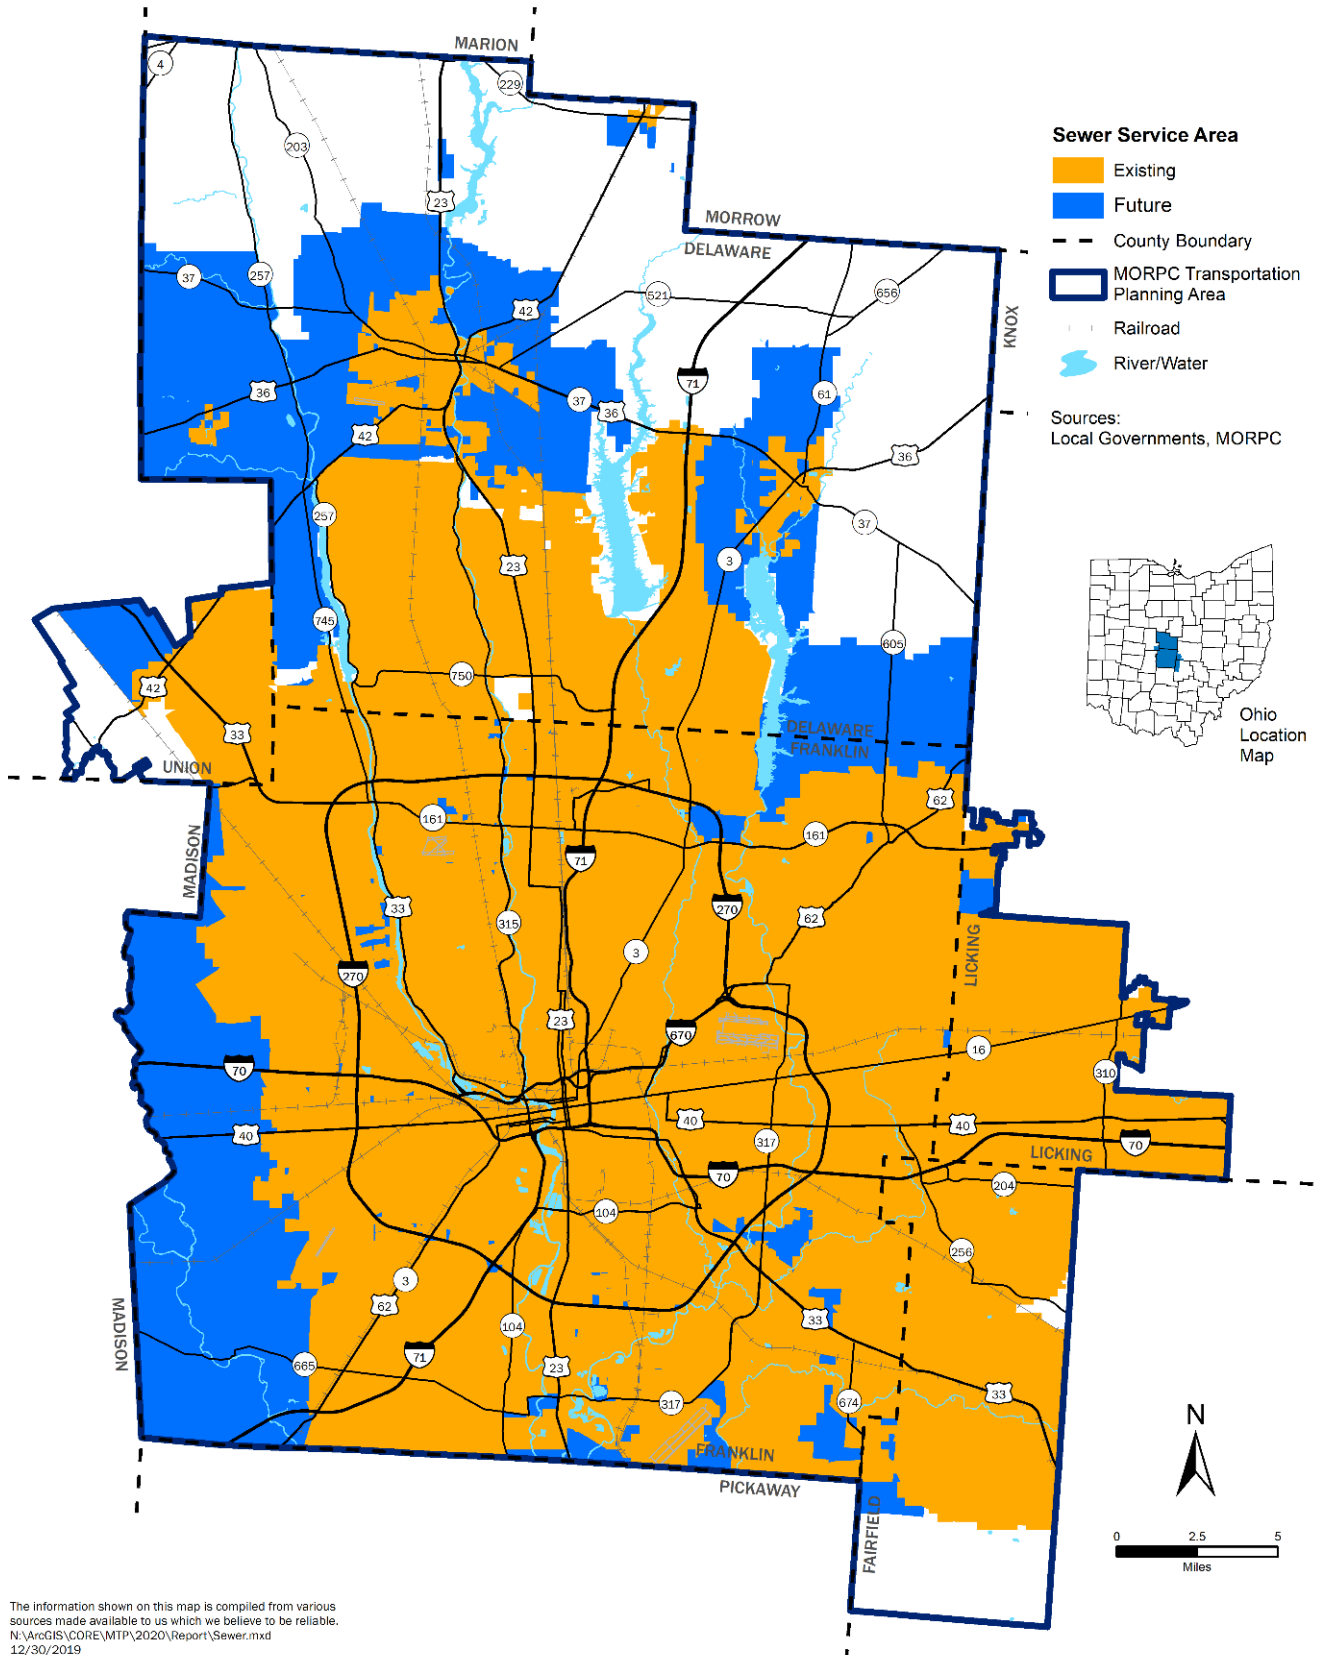 MARION
4
229
203
23
MORROW
DELAWARE
37
257
521
656
42
KNOX
36
71
61
37
36
42
36
257
37
23
3
745
605
750
42
33
DELAWARE
FRANKLIN
UNION
62
161
161
MADISON
71
33
270
315
62
3
LICKING
270
23
670
16
70
310
40
40
40
317
70
LICKING
70
204
104
256
3
62
33
104
MADISON
71
665
23
33
317
674
FRANKLIN
PICKAWAY
FAIRFIELD
Sewer Service Area
Existing
Future
County Boundary
MORPC Transportation
Planning Area
Railroad
River/Water
Sources:
Local Governments, MORPC
Ohio
Location
Map
N
0 2.5 5
Miles
The information shown on this map is compiled from various
sources made available to us which we believe to be reliable.
N:\ArcGIS\CORE\MTP\2020\Report\Sewer.mxd
12/30/2019